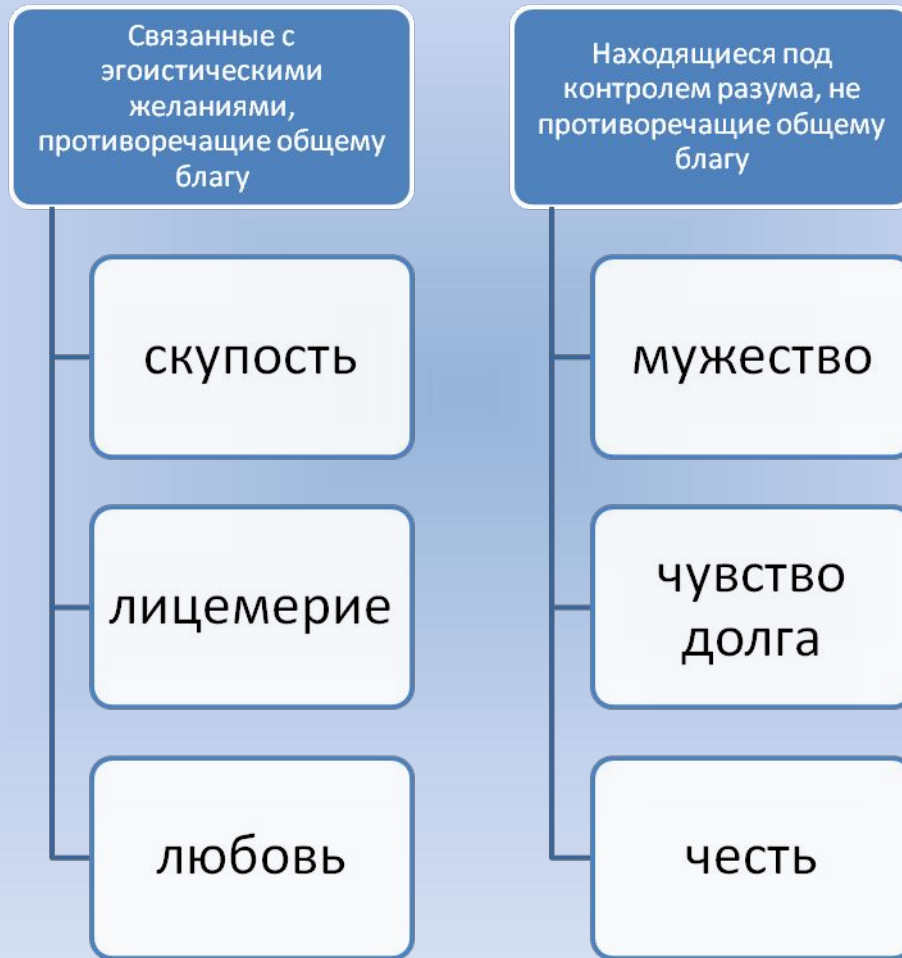 Связанные с
эгоистическими
желаниями,
противоречащие общему
благу
скупость
лицемерие
любовь
Находящиеся под
контролем разума, не
противоречащие общему
благу
мужество
чувство
долга
честь